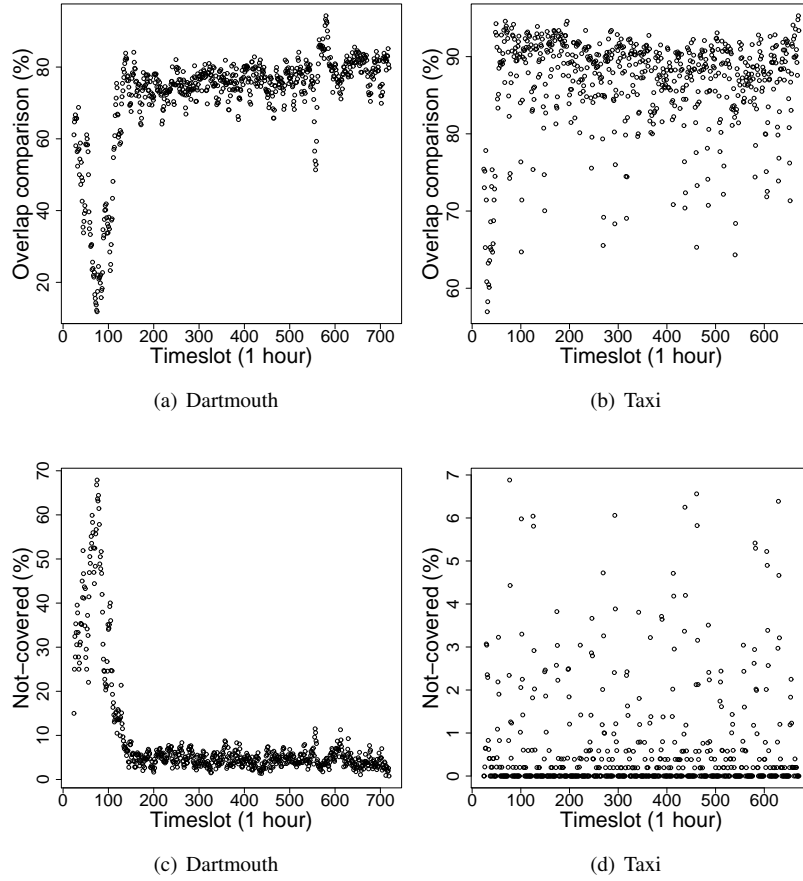 Overlap comparison (%)
20 40 60 80
0 100 200 300 400 500 600 700
Timeslot (1 hour)
(a) Dartmouth
Overlap comparison (%)
60 70 80 90
0 100 200 300 400 500 600
Timeslot (1 hour)
(b) Taxi
Not−covered (%)
0 10 20 30 40 50 60 70
0 100 200 300 400 500 600 700
Timeslot (1 hour)
(c) Dartmouth
Not−covered (%)
0 1 2 3 4 5 6 7
0 100 200 300 400 500 600
Timeslot (1 hour)
(d) Taxi